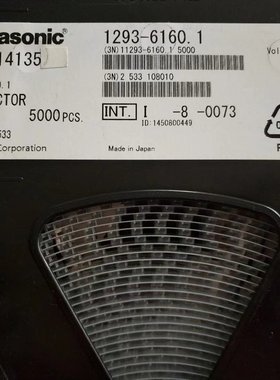 asonic
1293-6160.1
Vol
14135
(3N)11293-6160.1 5000
(3N)2 533 108010
.1
CTOR 5000 PCS.
INT. I -8 -0073
ID:1450800449
533
Corporation
Made in Japan